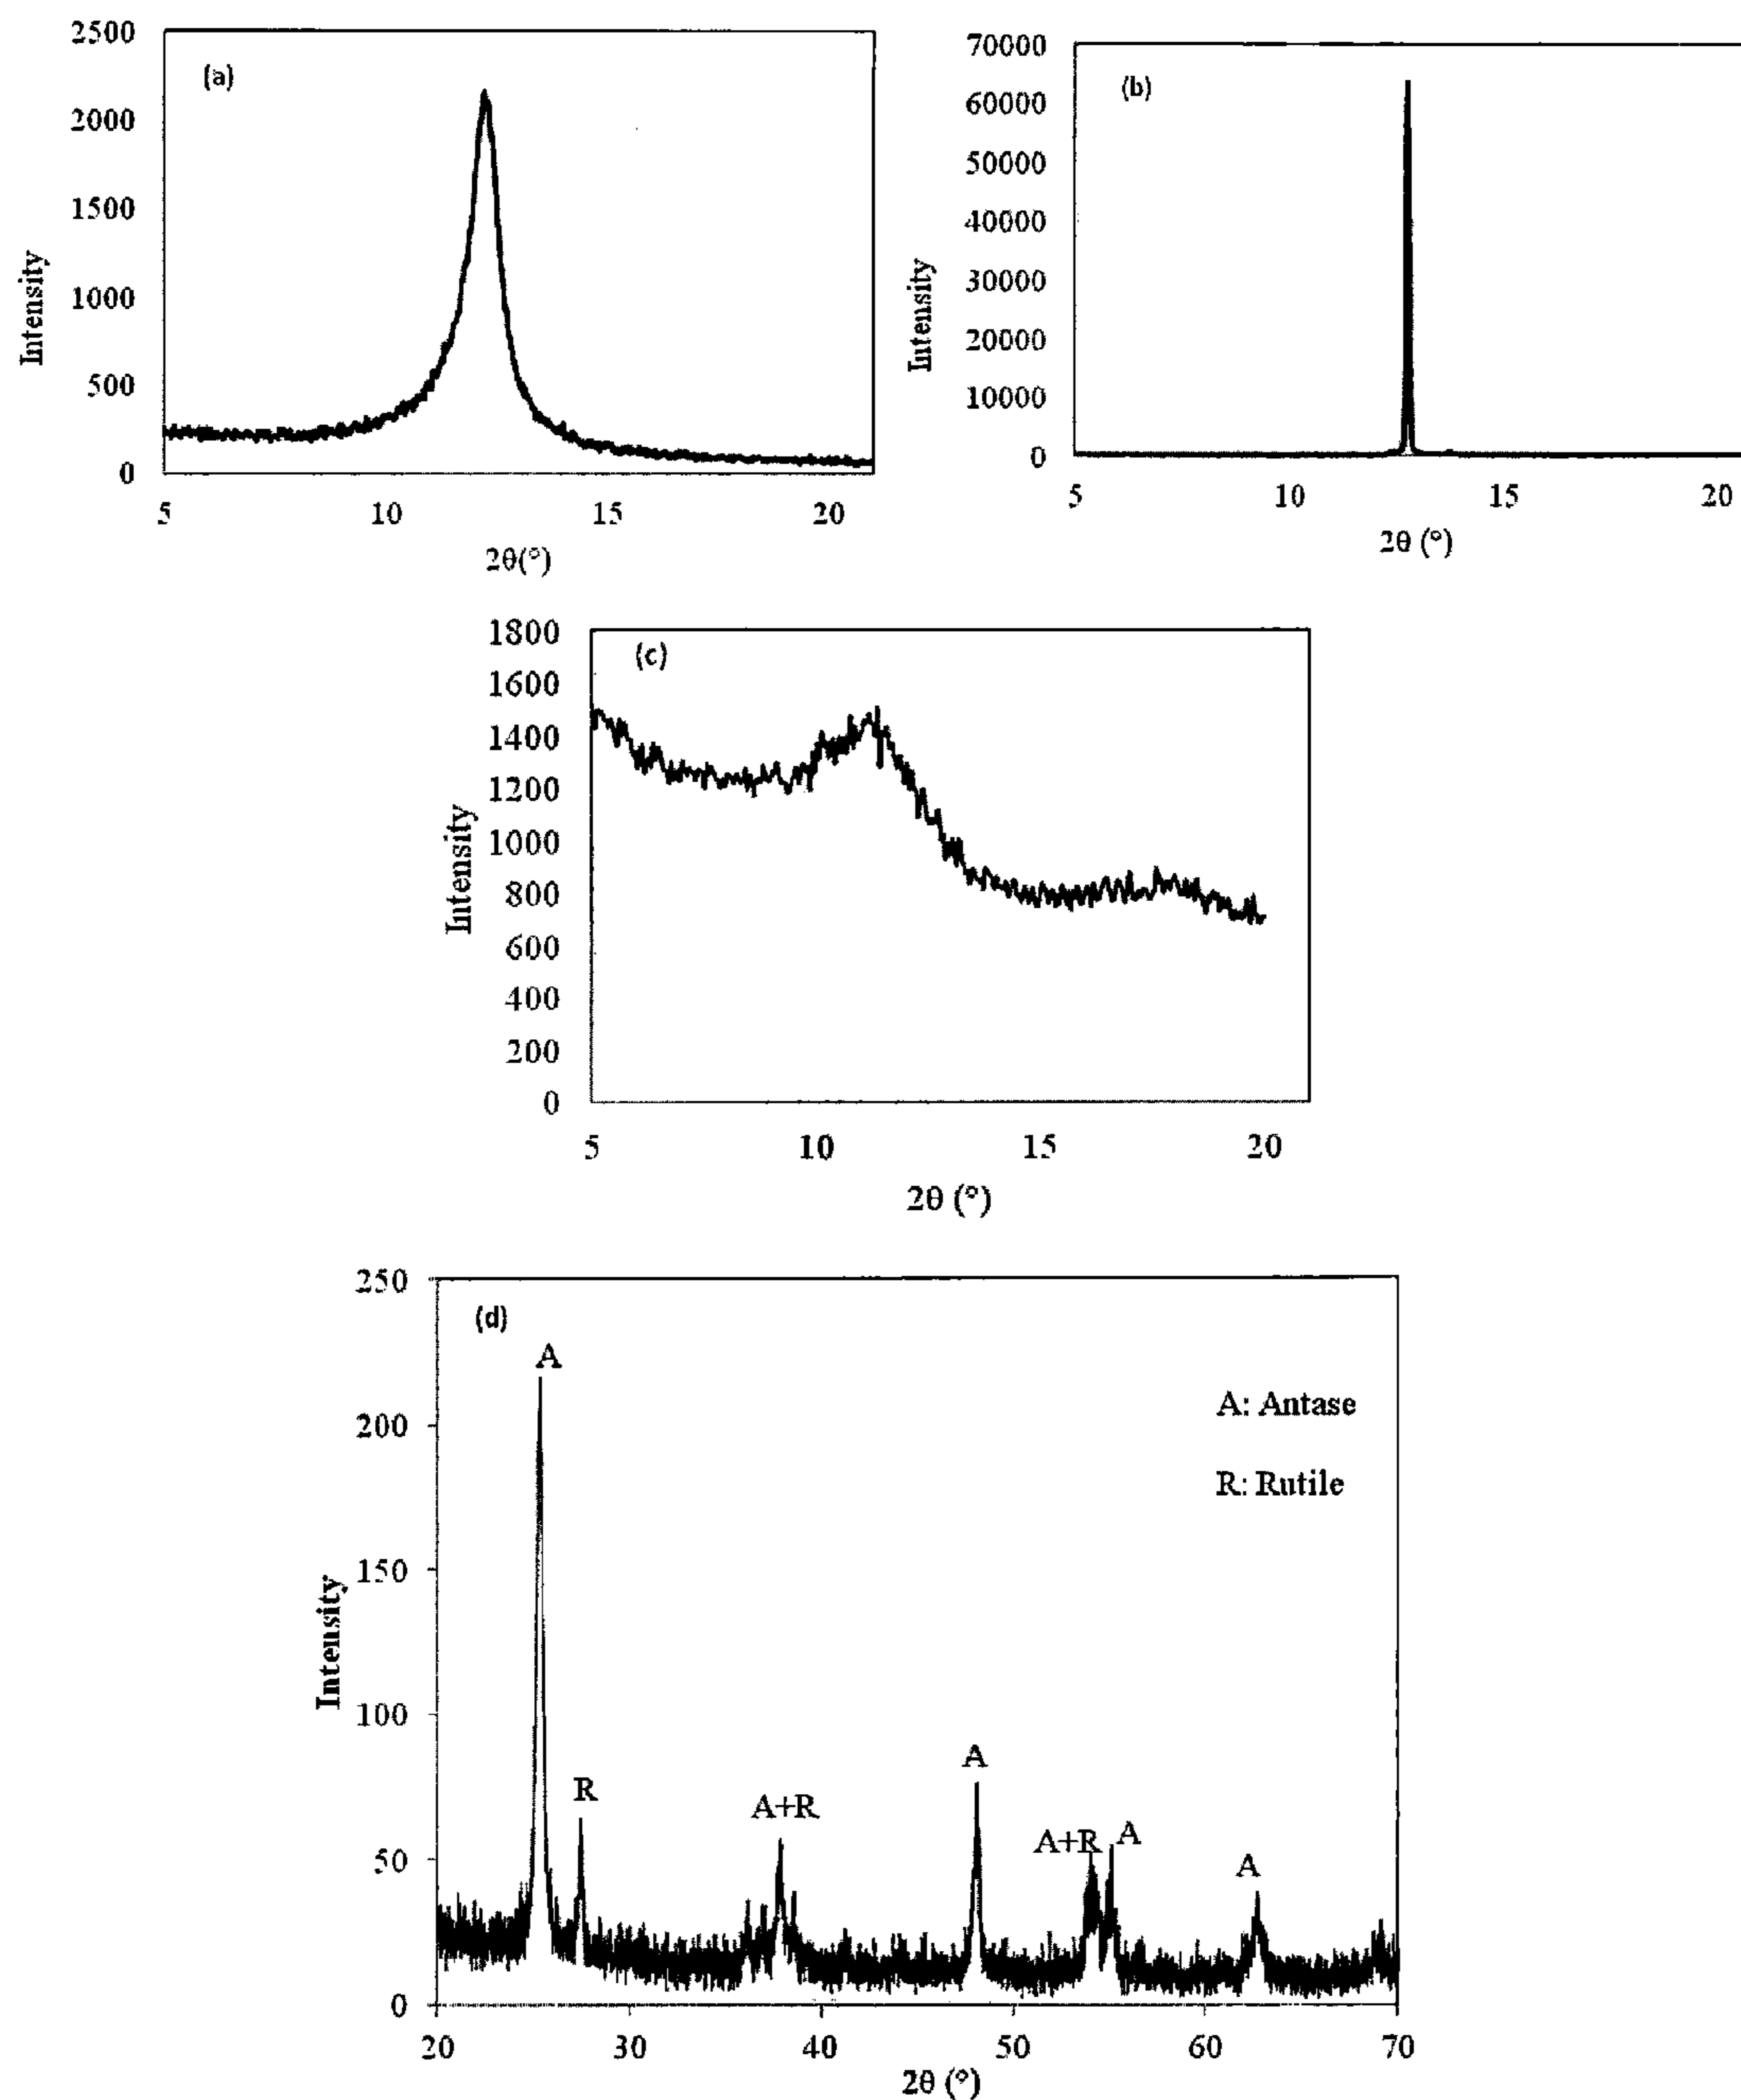 (a)
2500
2000
1500
1000
500
0
Intensity
5 10 15 20
2θ(°)
(b)
70000
60000
50000
40000
30000
20000
10000
0
Intensity
5 10 15 20
2θ (°)
(c)
1800
1600
1400
1200
1000
800
600
400
200
0
Intensity
5 10 15 20
2θ (°)
(d)
250
200
150
100
50
0
Intensity
A
R
A+R
A
A+R
A
A
A: Antase
R: Rutile
20 30 40 50 60 70
2θ (°)